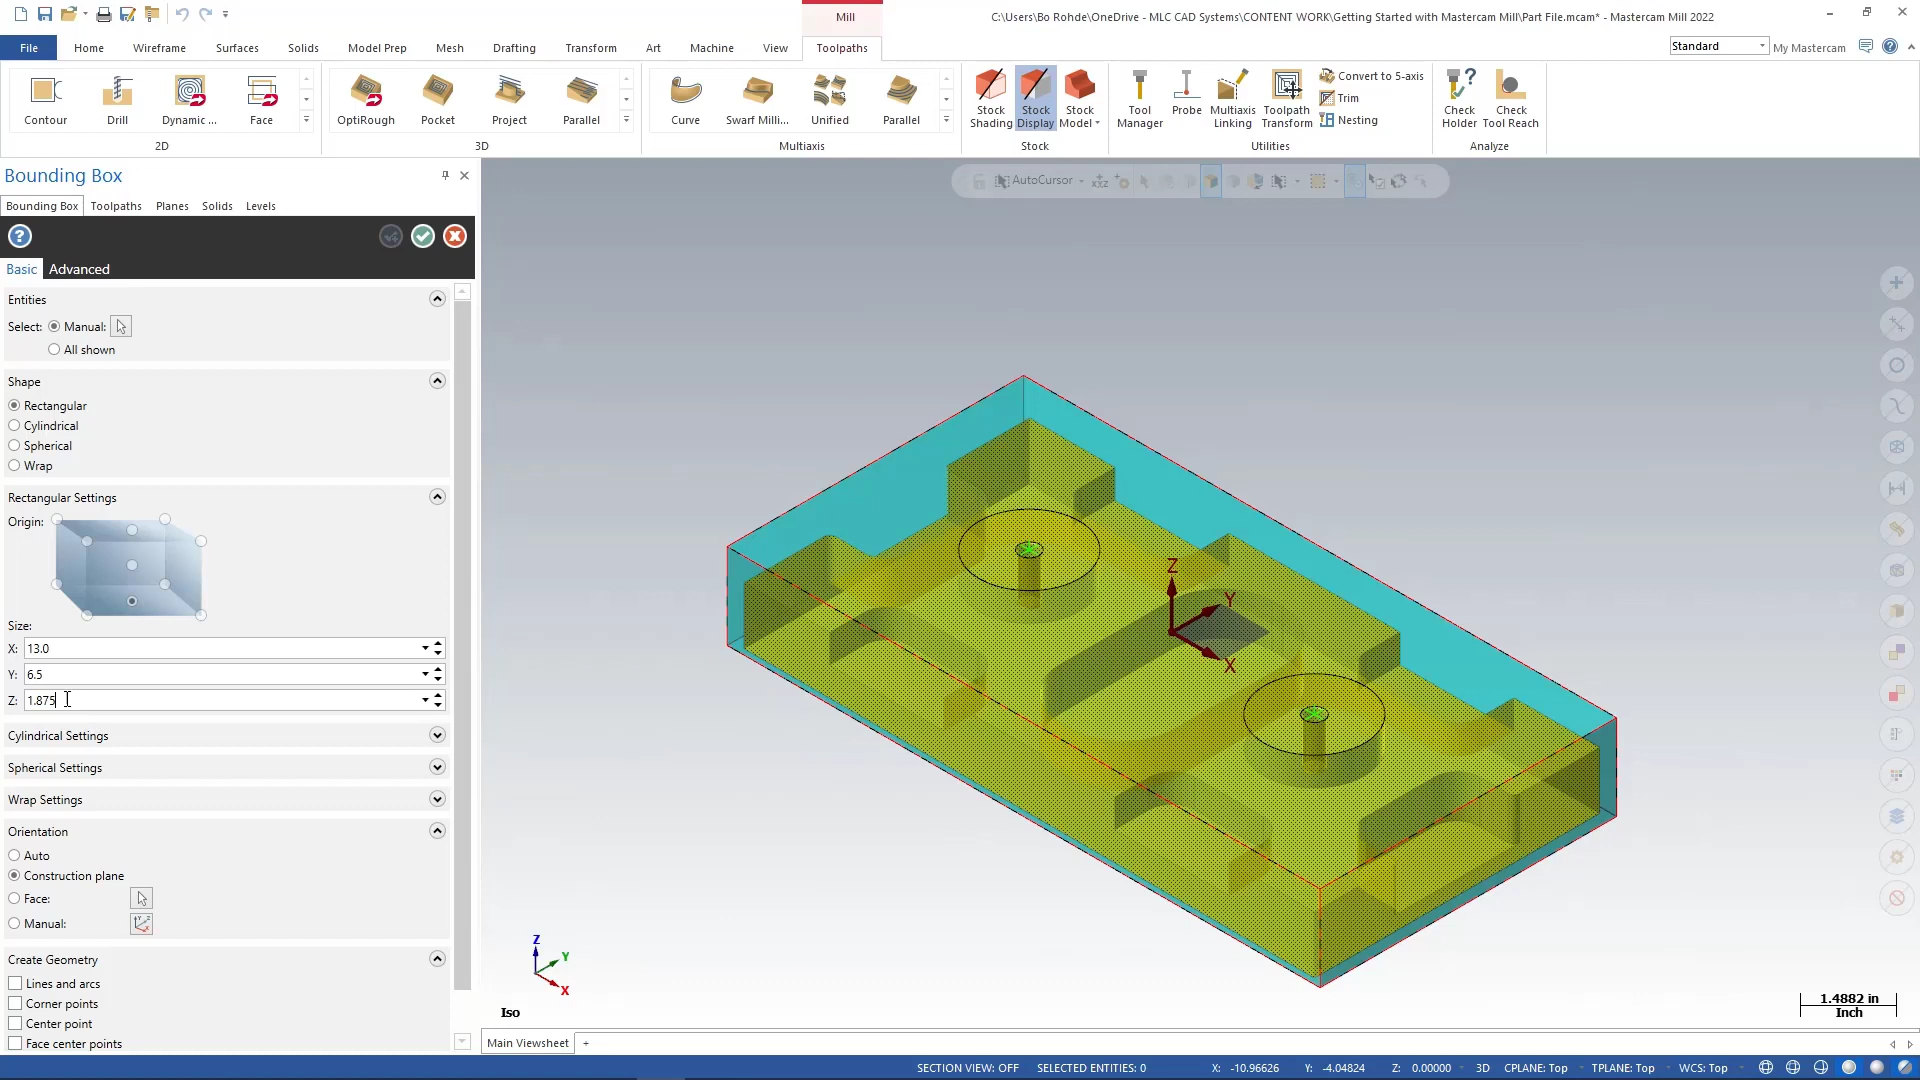 Mill
C:\Users\Bo Rohde\OneDrive - MLC CAD Systems\CONTENT WORK\Getting Started with Mastercam Mill\Part File.mcam* - Mastercam Mill 2022
File Home Wireframe Surfaces Solids Model Prep Mesh Drafting Transform Art Machine View Toolpaths
Standard My Mastercam
Contour Drill Dynamic ... Face
OptiRough Pocket Project Parallel
Curve Swarf Milli... Unified Parallel
Stock Shading Stock Display Stock Model
Tool Manager Probe Multiaxis Linking Toolpath Transform
Convert to 5-axis
Trim
Nesting
Check Holder Check Tool Reach
2D 3D Multiaxis Stock Utilities Analyze
Bounding Box
AutoCursor
Bounding Box Toolpaths Planes Solids Levels
Basic Advanced
Entities
Select: Manual:
All shown
Shape
Rectangular
Cylindrical
Spherical
Wrap
Rectangular Settings
Origin:
Size:
X: 13.0
Y: 6.5
Z: 1.875
Cylindrical Settings
Spherical Settings
Wrap Settings
Orientation
Auto
Construction plane
Face:
Manual:
Create Geometry
Lines and arcs
Corner points
Center point
Face center points
Z
Y
X
Z
Y
X
Iso
1.4882 in
Inch
Main Viewsheet +
SECTION VIEW: OFF SELECTED ENTITIES: 0 X: -10.96626 Y: -4.04824 Z: 0.00000 3D CPLANE: Top TPLANE: Top WCS: Top